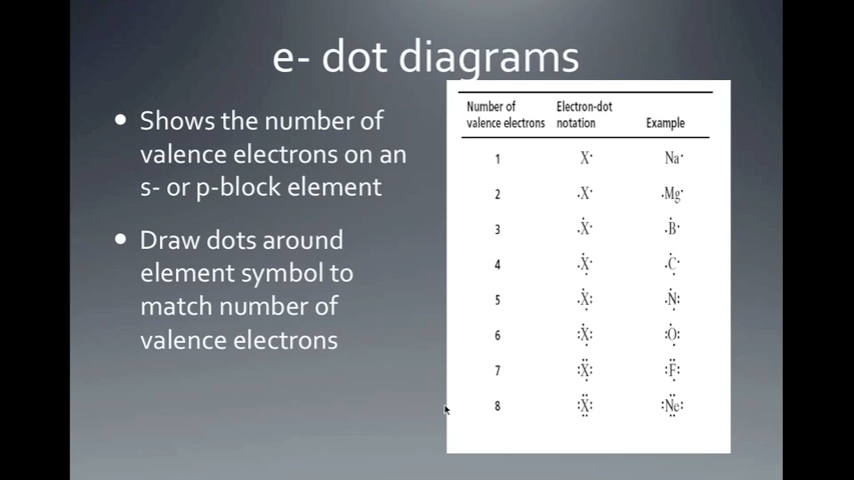 e- dot diagrams
• Shows the number of
valence electrons on an
s- or p-block element
• Draw dots around
element symbol to
match number of
valence electrons
Number of valence electrons Electron-dot notation Example
1 X· Na·
2 .X· .Mg·
3 .Ẋ· .Ḃ·
4 .Ẋ̣· .Ċ̣·
5 .Ẋ̣: .Ṇ̇:
6 :Ẋ̣: :Ọ̇:
7 :Ẍ̣: :F̤̈:
8 :Ẍ̤: :N̤̈e: